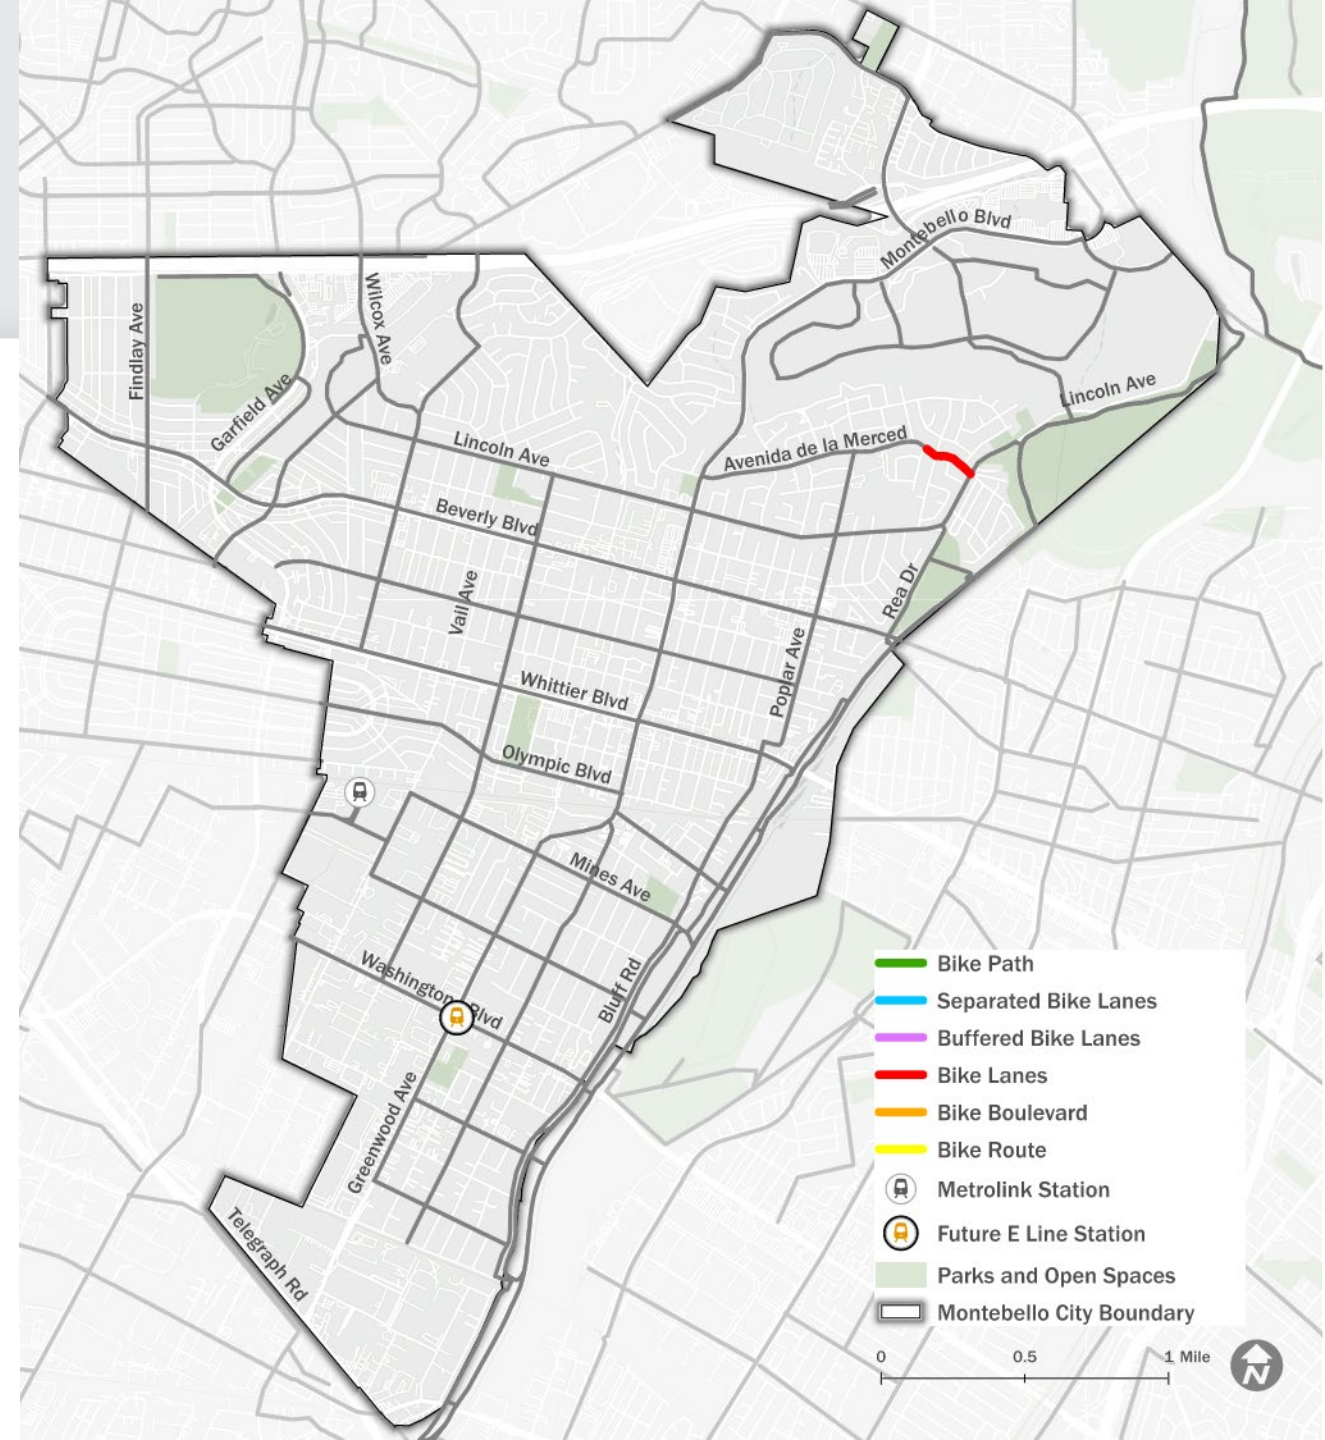 Montebello Blvd
Wilcox Ave
Findlay Ave
Garfield Ave
Lincoln Ave
Lincoln Ave
Avenida de la Merced
Beverly Blvd
Vail Ave
Rea Dr
Poplar Ave
Whittier Blvd
Olympic Blvd
Mines Ave
Washington Blvd
Bluff Rd
Greenwood Ave
Telegraph Rd
Bike Path
Separated Bike Lanes
Buffered Bike Lanes
Bike Lanes
Bike Boulevard
Bike Route
Metrolink Station
Future E Line Station
Parks and Open Spaces
Montebello City Boundary
0 0.5 1 Mile
N